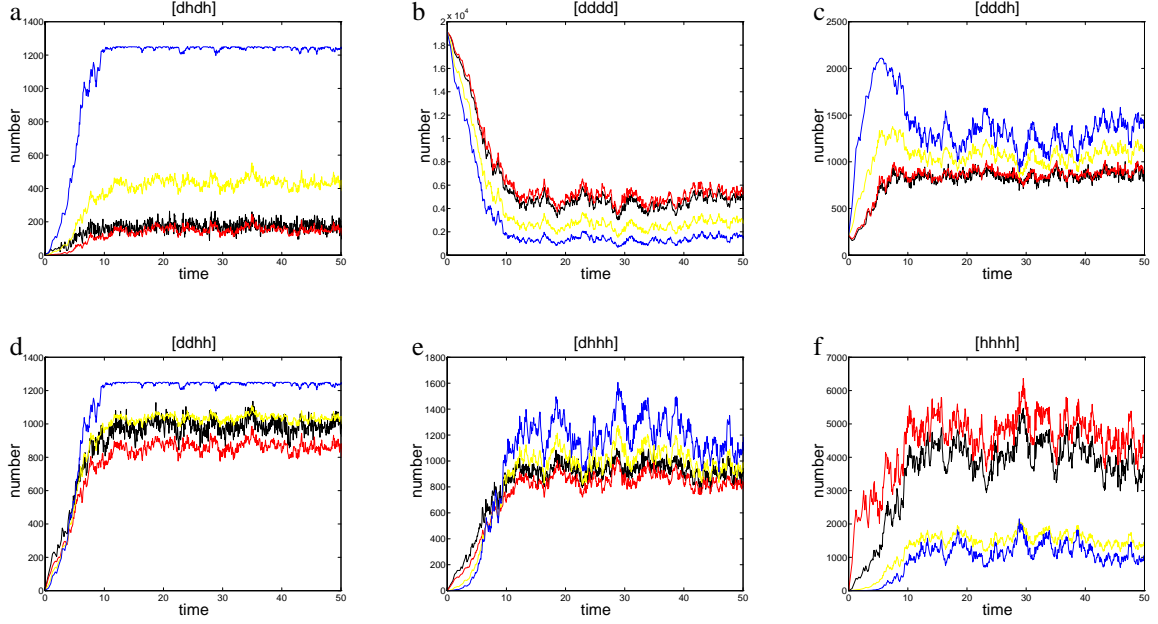 a [dhdh]
number
1400
1200
1000
800
600
400
200
0
0 10 20 30 40 50
time
b [dddd]
x 10⁴
number
2
1.8
1.6
1.4
1.2
1
0.8
0.6
0.4
0.2
0
0 10 20 30 40 50
time
c [dddh]
number
2500
2000
1500
1000
500
0
0 10 20 30 40 50
time
d [ddhh]
number
1400
1200
1000
800
600
400
200
0
0 10 20 30 40 50
time
e [dhhh]
number
1800
1600
1400
1200
1000
800
600
400
200
0
0 10 20 30 40 50
time
f [hhhh]
number
7000
6000
5000
4000
3000
2000
1000
0
0 10 20 30 40 50
time